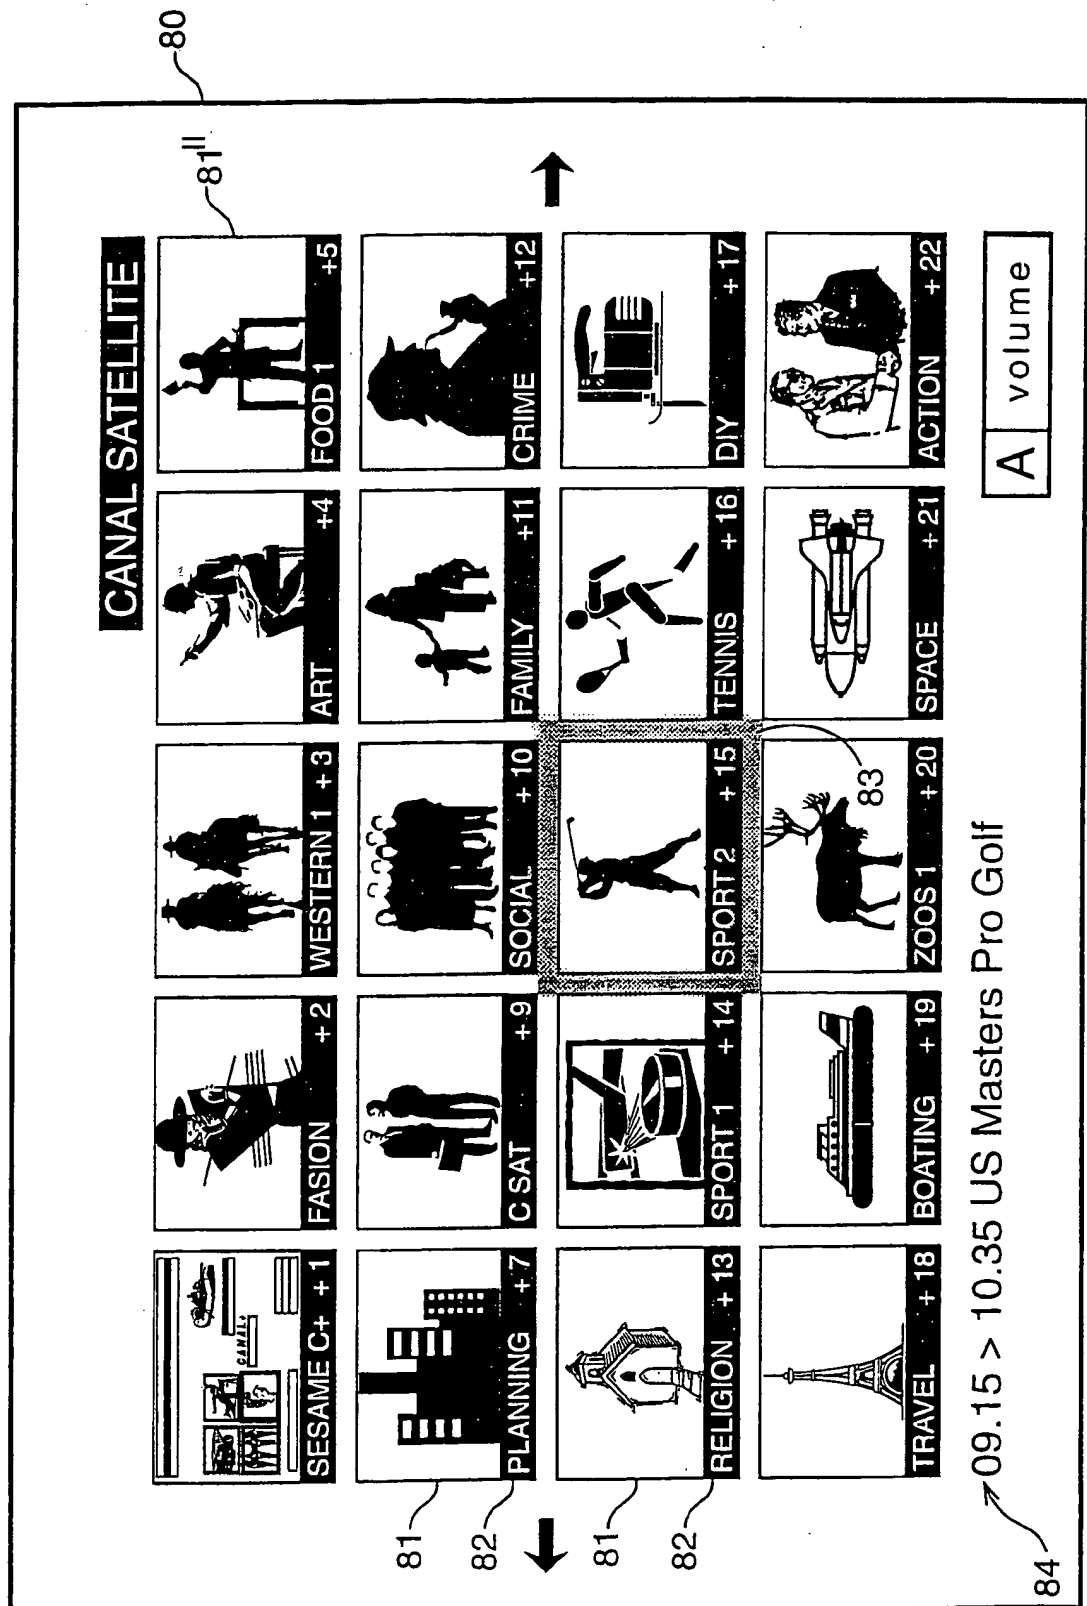 80
CANAL SATELLITE
81"
SESAME C+ +1
FASION +2
WESTERN 1 +3
ART +4
FOOD 1 +5
81
82
PLANNING +7
C SAT +9
SOCIAL +10
FAMILY +11
CRIME +12
81
82
RELIGION +13
SPORT 1 +14
SPORT 2 +15
TENNIS +16
DIY +17
83
TRAVEL +18
BOATING +19
ZOOS 1 +20
SPACE +21
ACTION +22
CANAL+
84
09.15 > 10.35 US Masters Pro Golf
A volume